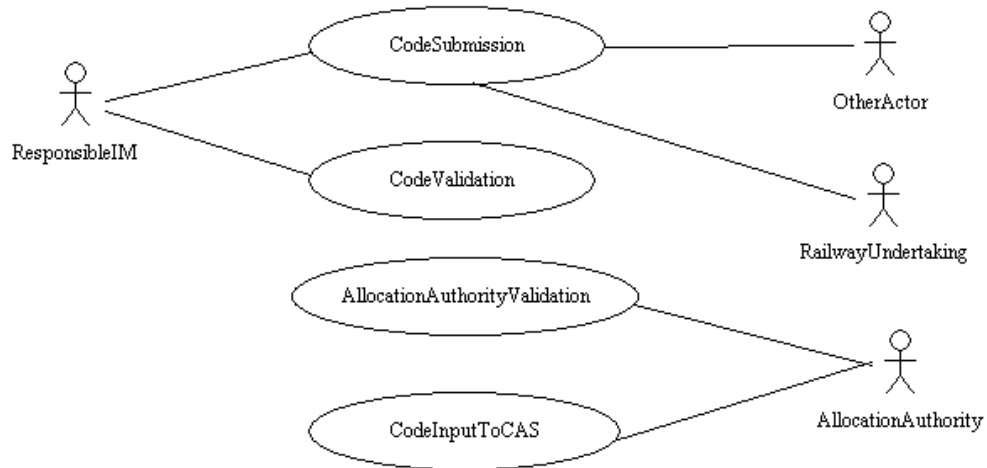 CodeSubmission
OtherActor
ResponsibleIM
CodeValidation
RailwayUndertaking
AllocationAuthorityValidation
AllocationAuthority
CodeInputToCAS